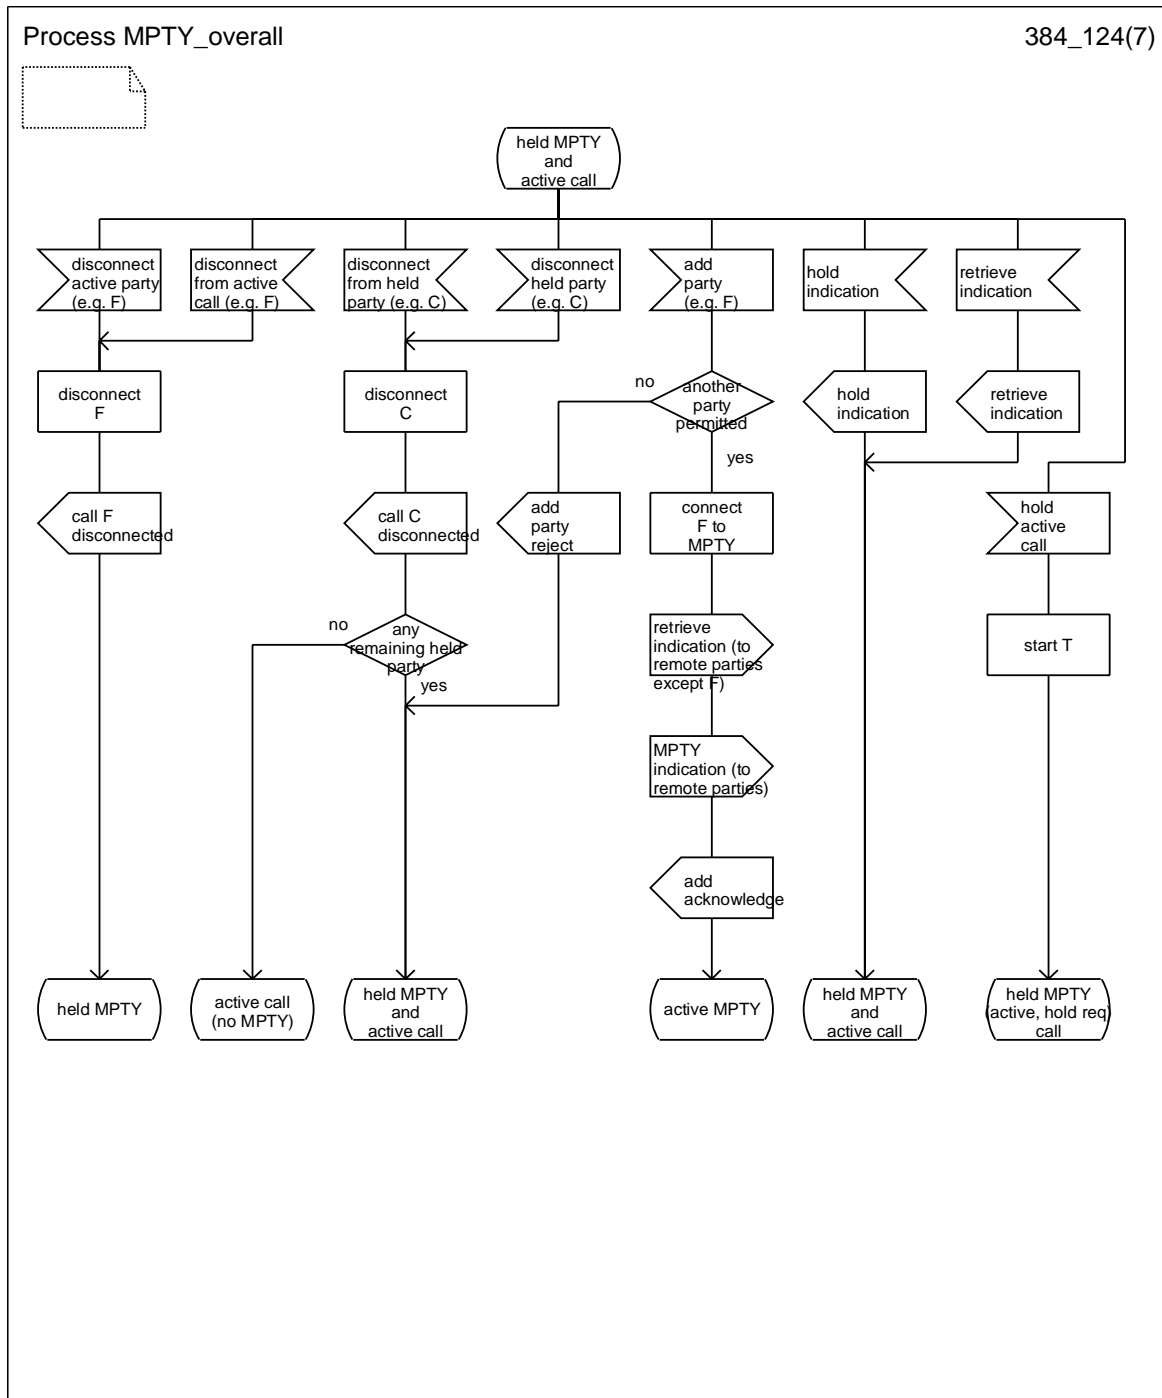 Process MPTY_overall
384_124(7)
held MPTY
and
active call
disconnect
active party
(e.g. F)
disconnect
from active
call (e.g. F)
disconnect
from held
party (e.g. C)
disconnect
held party
(e.g. C)
add
party
(e.g. F)
hold
indication
retrieve
indication
disconnect
F
disconnect
C
no
another
party
permitted
yes
hold
indication
retrieve
indication
call F
disconnected
call C
disconnected
add
party
reject
connect
F to
MPTY
hold
active
call
no
any
remaining held
party
yes
retrieve
indication (to
remote parties
except F)
start T
MPTY
indication (to
remote parties)
add
acknowledge
held MPTY
active call
(no MPTY)
held MPTY
and
active call
active MPTY
held MPTY
and
active call
held MPTY
(active, hold req)
call